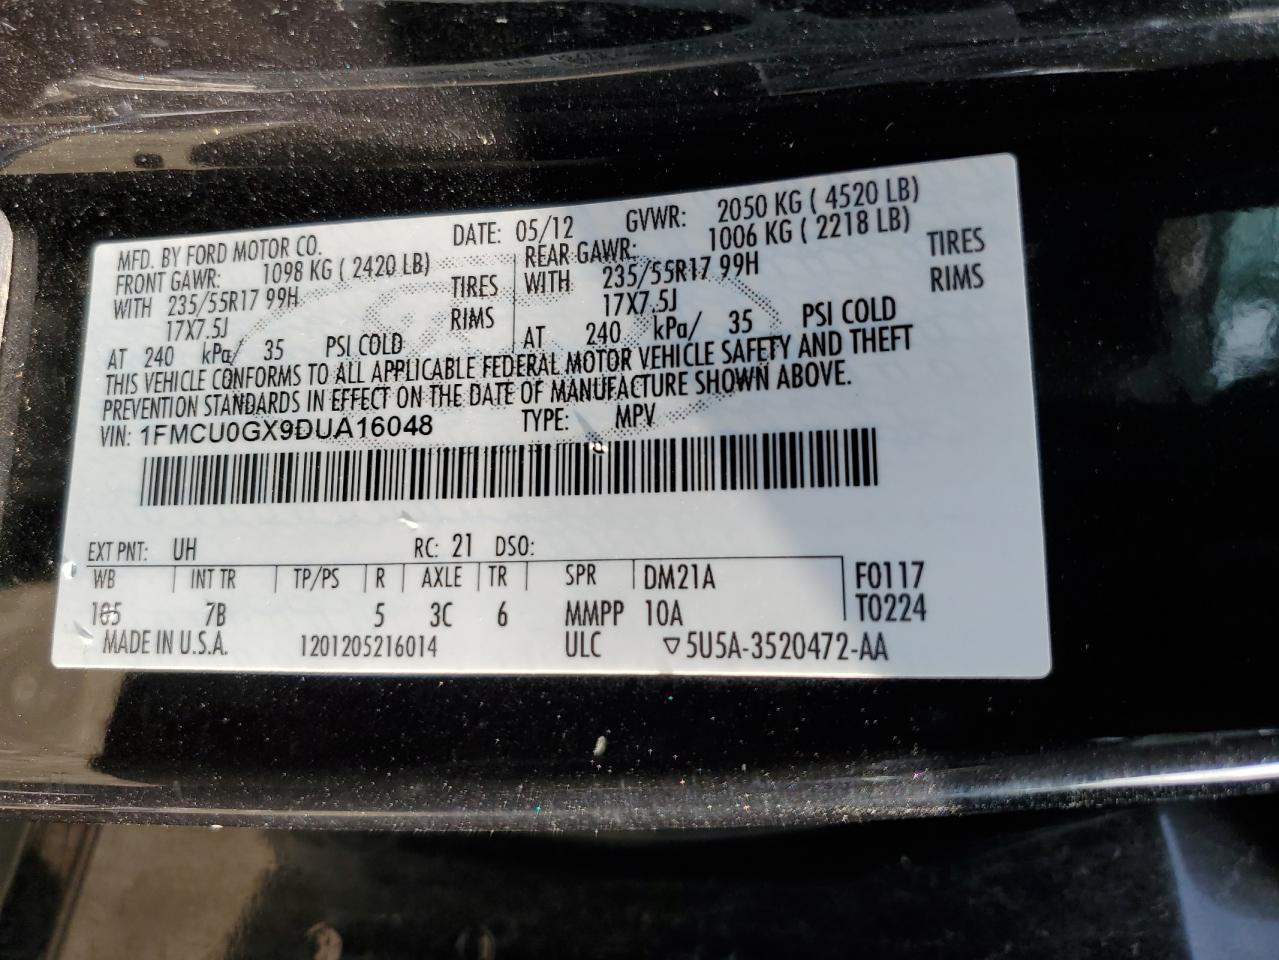 MFD. BY FORD MOTOR CO.
DATE: 05/12 GVWR: 2050 KG ( 4520 LB)
FRONT GAWR: 1098 KG ( 2420 LB)
REAR GAWR: 1006 KG ( 2218 LB)
WITH 235/55R17 99H TIRES
WITH 235/55R17 99H TIRES
17X7.5J RIMS
17X7.5J RIMS
AT 240 kPa/ 35 PSI COLD
AT 240 kPa/ 35 PSI COLD
THIS VEHICLE CONFORMS TO ALL APPLICABLE FEDERAL MOTOR VEHICLE SAFETY AND THEFT
PREVENTION STANDARDS IN EFFECT ON THE DATE OF MANUFACTURE SHOWN ABOVE.
VIN: 1FMCU0GX9DUA16048 TYPE: MPV
EXT PNT: UH RC: 21 DSO:
WB INT TR TP/PS R AXLE TR SPR DM21A F0117
105 7B 5 3C 6 MMPP 10A T0224
MADE IN U.S.A. 1201205216014 ULC ▽5U5A-3520472-AA